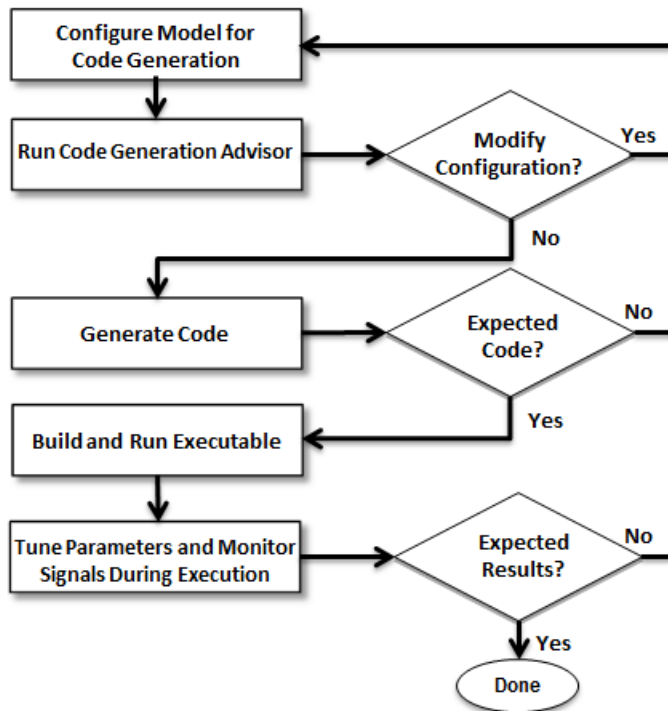 Configure Model for
Code Generation
Run Code Generation Advisor
Modify
Configuration?
Yes
No
Generate Code
Expected
Code?
No
Yes
Build and Run Executable
Tune Parameters and Monitor
Signals During Execution
Expected
Results?
No
Yes
Done